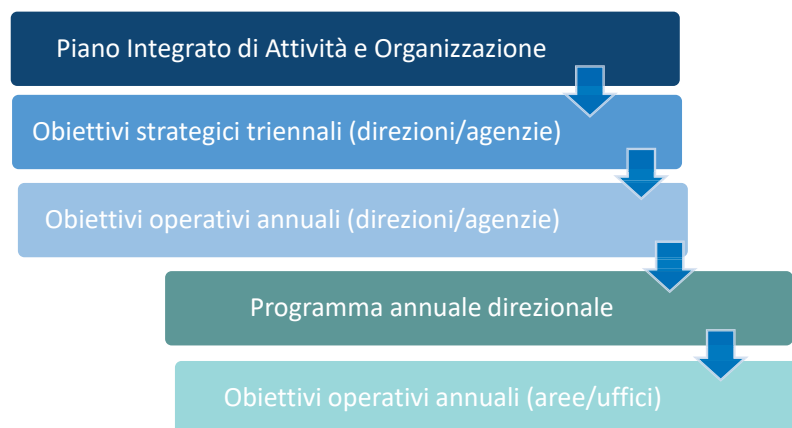 Piano Integrato di Attività e Organizzazione
Obiettivi strategici triennali (direzioni/agenzie)
Obiettivi operativi annuali (direzioni/agenzie)
Programma annuale direzionale
Obiettivi operativi annuali (aree/uffici)